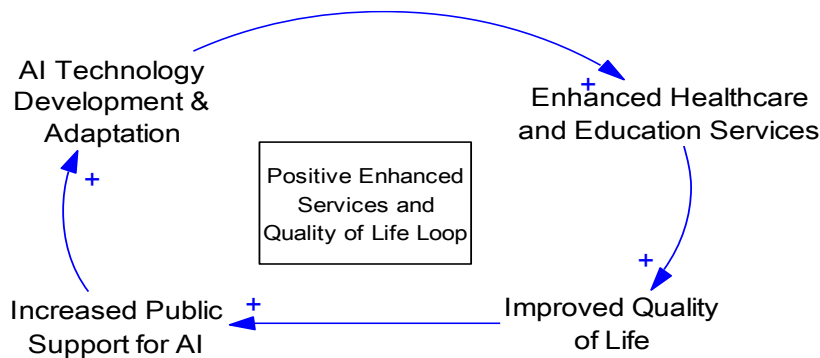 AI Technology
Development &
Adaptation
+
Enhanced Healthcare
and Education Services
Positive Enhanced
Services and
Quality of Life Loop
+
+
Increased Public
Support for AI
+
Improved Quality
of Life